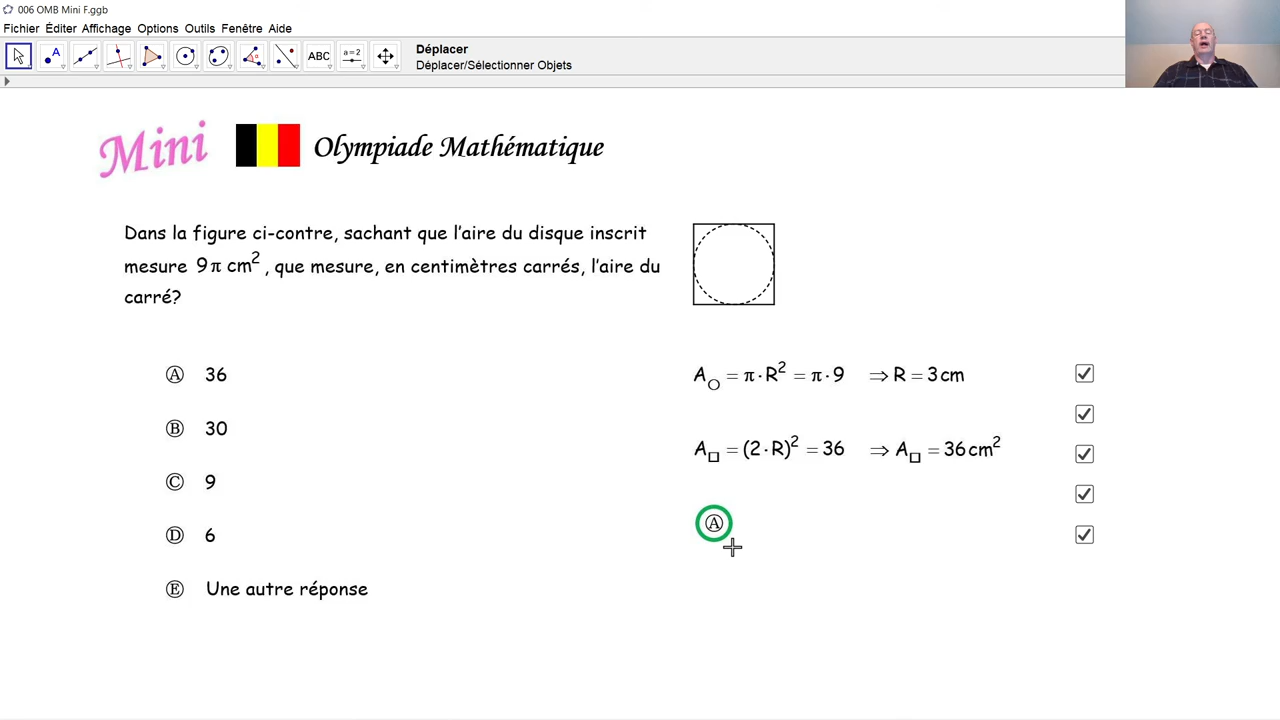 006 OMB Mini F.ggb
Fichier Éditer Affichage Options Outils Fenêtre Aide
A ABC a=2 Déplacer
Déplacer/Sélectionner Objets
Mini Olympiade Mathématique
Dans la figure ci-contre, sachant que l'aire du disque inscrit
mesure 9π cm², que mesure, en centimètres carrés, l'aire du
carré?
Ⓐ 36
Ⓑ 30
Ⓒ 9
Ⓓ 6
Ⓔ Une autre réponse
A○ = π·R² = π·9 ⇒ R = 3 cm
A□ = (2·R)² = 36 ⇒ A□ = 36 cm²
Ⓐ